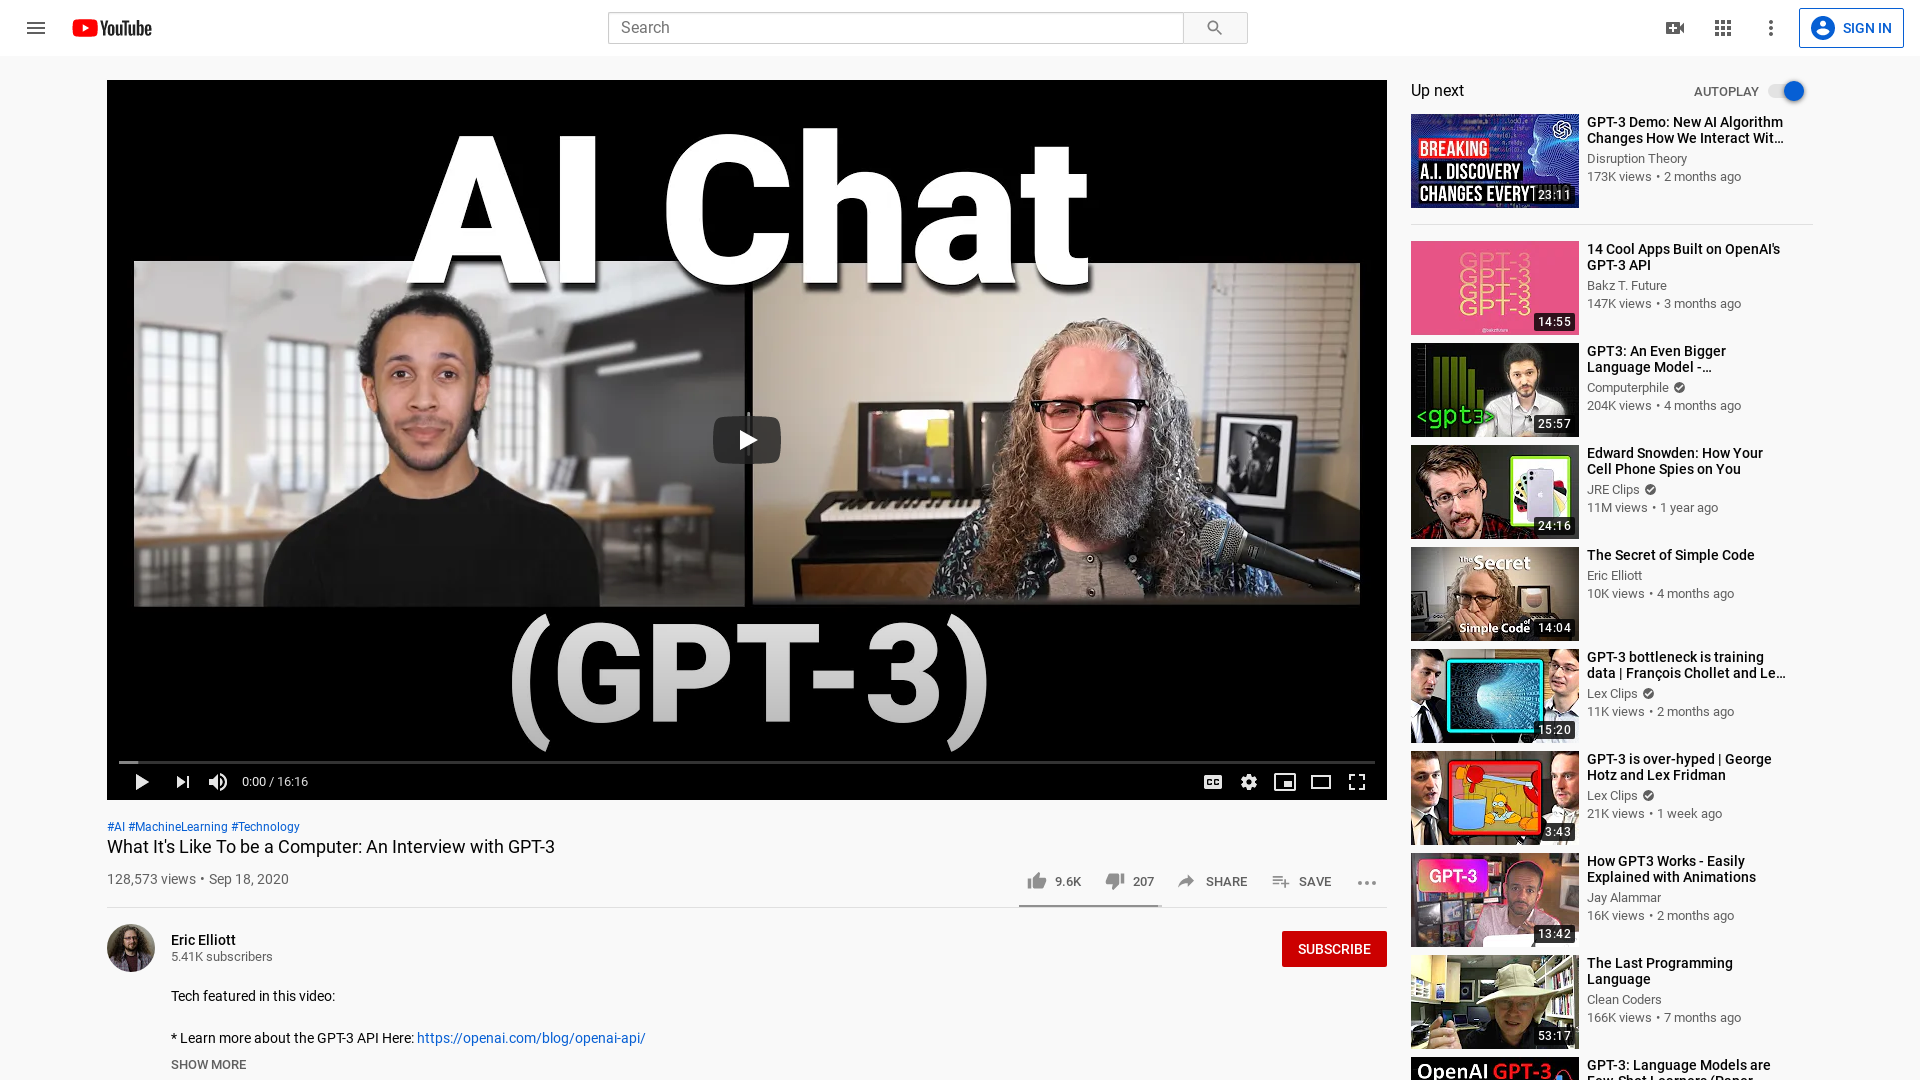 YouTube
Search
SIGN IN
AI Chat
(GPT-3)
0:00 / 16:16
#AI #MachineLearning #Technology
What It's Like To be a Computer: An Interview with GPT-3
128,573 views • Sep 18, 2020
9.6K
207
SHARE
SAVE
Eric Elliott
5.41K subscribers
SUBSCRIBE
Tech featured in this video:
* Learn more about the GPT-3 API Here: https://openai.com/blog/openai-api/
SHOW MORE
Up next
AUTOPLAY
BREAKING
A.I. DISCOVERY
CHANGES EVERYTHING
23:11
GPT-3 Demo: New AI Algorithm
Changes How We Interact Wit…
Disruption Theory
173K views • 2 months ago
GPT-3
GPT-3
GPT-3
GPT-3
14:55
14 Cool Apps Built on OpenAI's
GPT-3 API
Bakz T. Future
147K views • 3 months ago
<gpt3>
25:57
GPT3: An Even Bigger
Language Model -…
Computerphile
204K views • 4 months ago
24:16
Edward Snowden: How Your
Cell Phone Spies on You
JRE Clips
11M views • 1 year ago
The Secret
of
Simple Code
14:04
The Secret of Simple Code
Eric Elliott
10K views • 4 months ago
15:20
GPT-3 bottleneck is training
data | François Chollet and Le…
Lex Clips
11K views • 2 months ago
3:43
GPT-3 is over-hyped | George
Hotz and Lex Fridman
Lex Clips
21K views • 1 week ago
GPT-3
13:42
How GPT3 Works - Easily
Explained with Animations
Jay Alammar
16K views • 2 months ago
53:17
The Last Programming
Language
Clean Coders
166K views • 7 months ago
OpenAI GPT-3
GPT-3: Language Models are
Few-Shot Learners (Paper